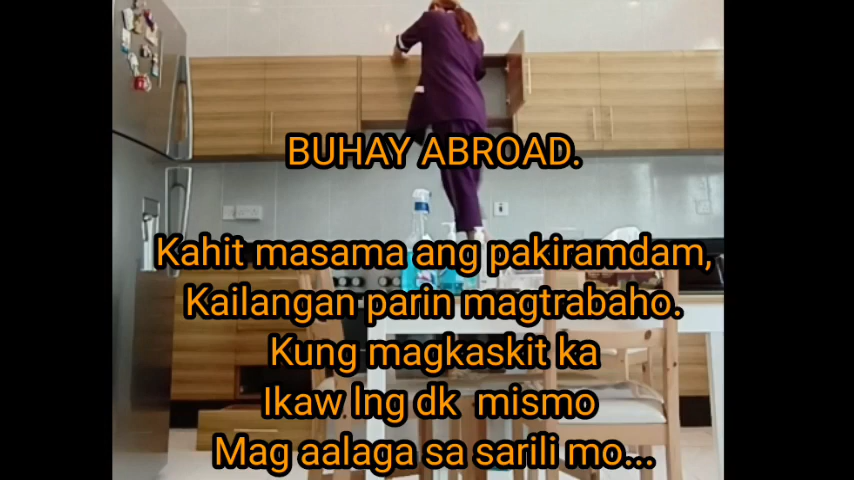 BUHAY ABROAD.
Kahit masama ang pakiramdam,
Kailangan parin magtrabaho.
Kung magkaskit ka
Ikaw lng dk  mismo
Mag aalaga sa sarili mo...